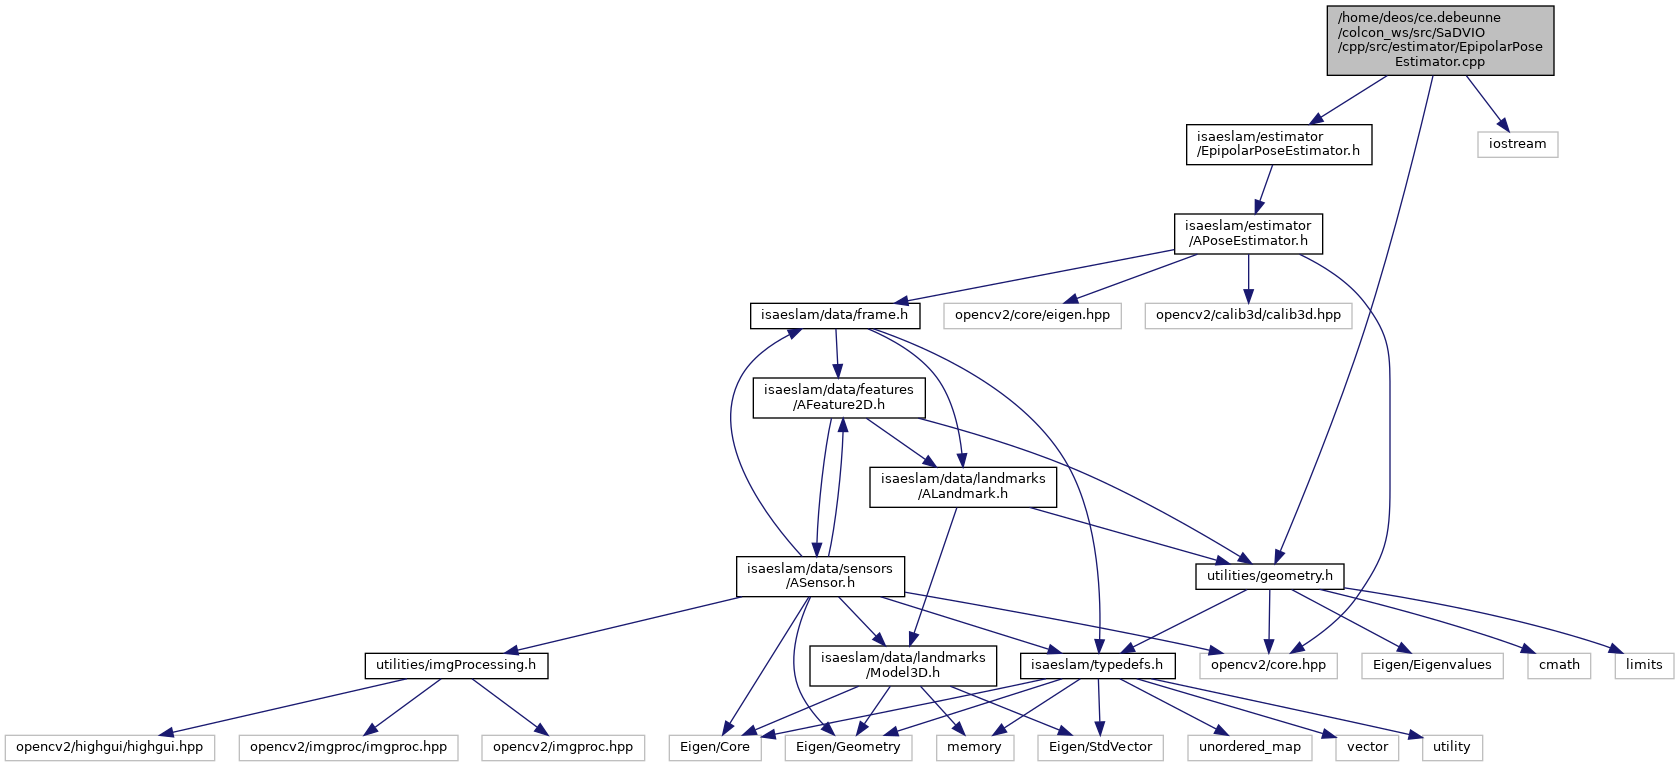 /home/deos/ce.debeunne
/colcon_ws/src/SaDVIO
/cpp/src/estimator/EpipolarPose
Estimator.cpp
isaeslam/estimator
/EpipolarPoseEstimator.h
iostream
isaeslam/estimator
/APoseEstimator.h
isaeslam/data/frame.h
opencv2/core/eigen.hpp
opencv2/calib3d/calib3d.hpp
isaeslam/data/features
/AFeature2D.h
isaeslam/data/landmarks
/ALandmark.h
isaeslam/data/sensors
/ASensor.h
utilities/geometry.h
utilities/imgProcessing.h
isaeslam/data/landmarks
/Model3D.h
isaeslam/typedefs.h
opencv2/core.hpp
Eigen/Eigenvalues
cmath
limits
opencv2/highgui/highgui.hpp
opencv2/imgproc/imgproc.hpp
opencv2/imgproc.hpp
Eigen/Core
Eigen/Geometry
memory
Eigen/StdVector
unordered_map
vector
utility